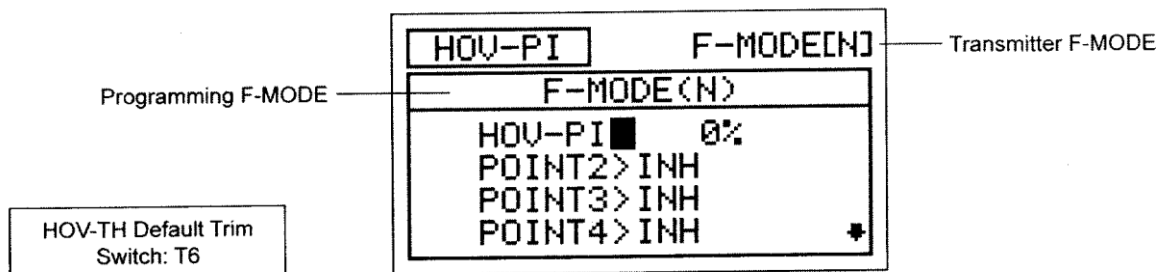 HOV-PI F-MODE[N]
Transmitter F-MODE
Programming F-MODE
F-MODE(N)
HOV-PI 0%
POINT2>INH
POINT3>INH
POINT4>INH
HOV-TH Default Trim
Switch: T6